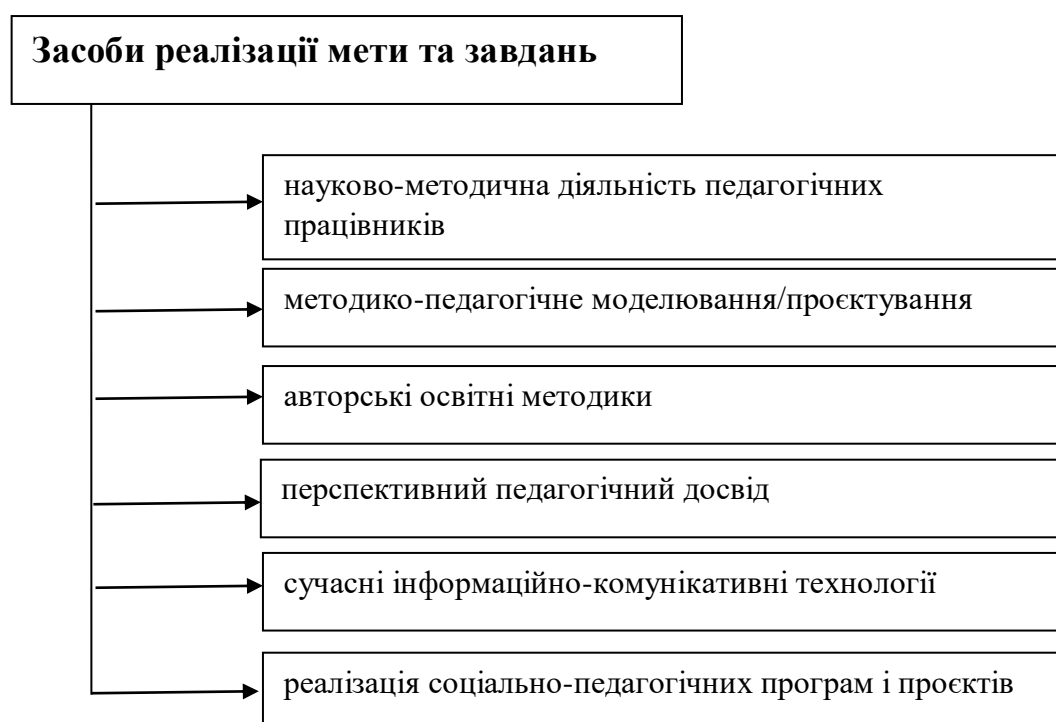 Засоби реалізації мети та завдань
науково-методична діяльність педагогічних
працівників
методико-педагогічне моделювання/проєктування
авторські освітні методики
перспективний педагогічний досвід
сучасні інформаційно-комунікативні технології
реалізація соціально-педагогічних програм і проєктів